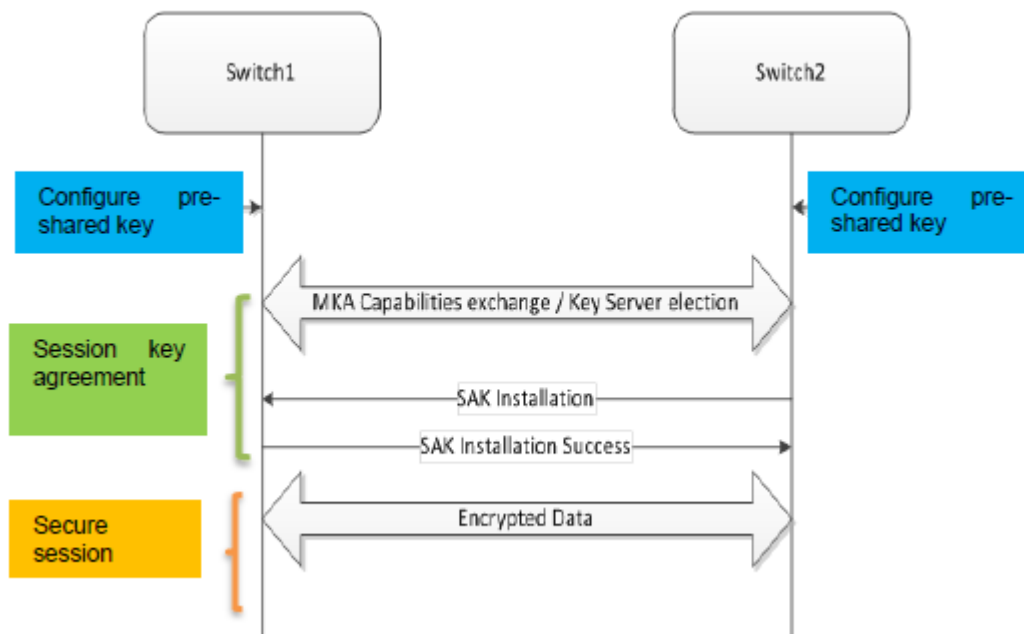 Switch1
Switch2
Configure pre-
shared key
Configure pre-
shared key
MKA Capabilities exchange / Key Server election
Session key
agreement
SAK Installation
SAK Installation Success
Secure
session
Encrypted Data